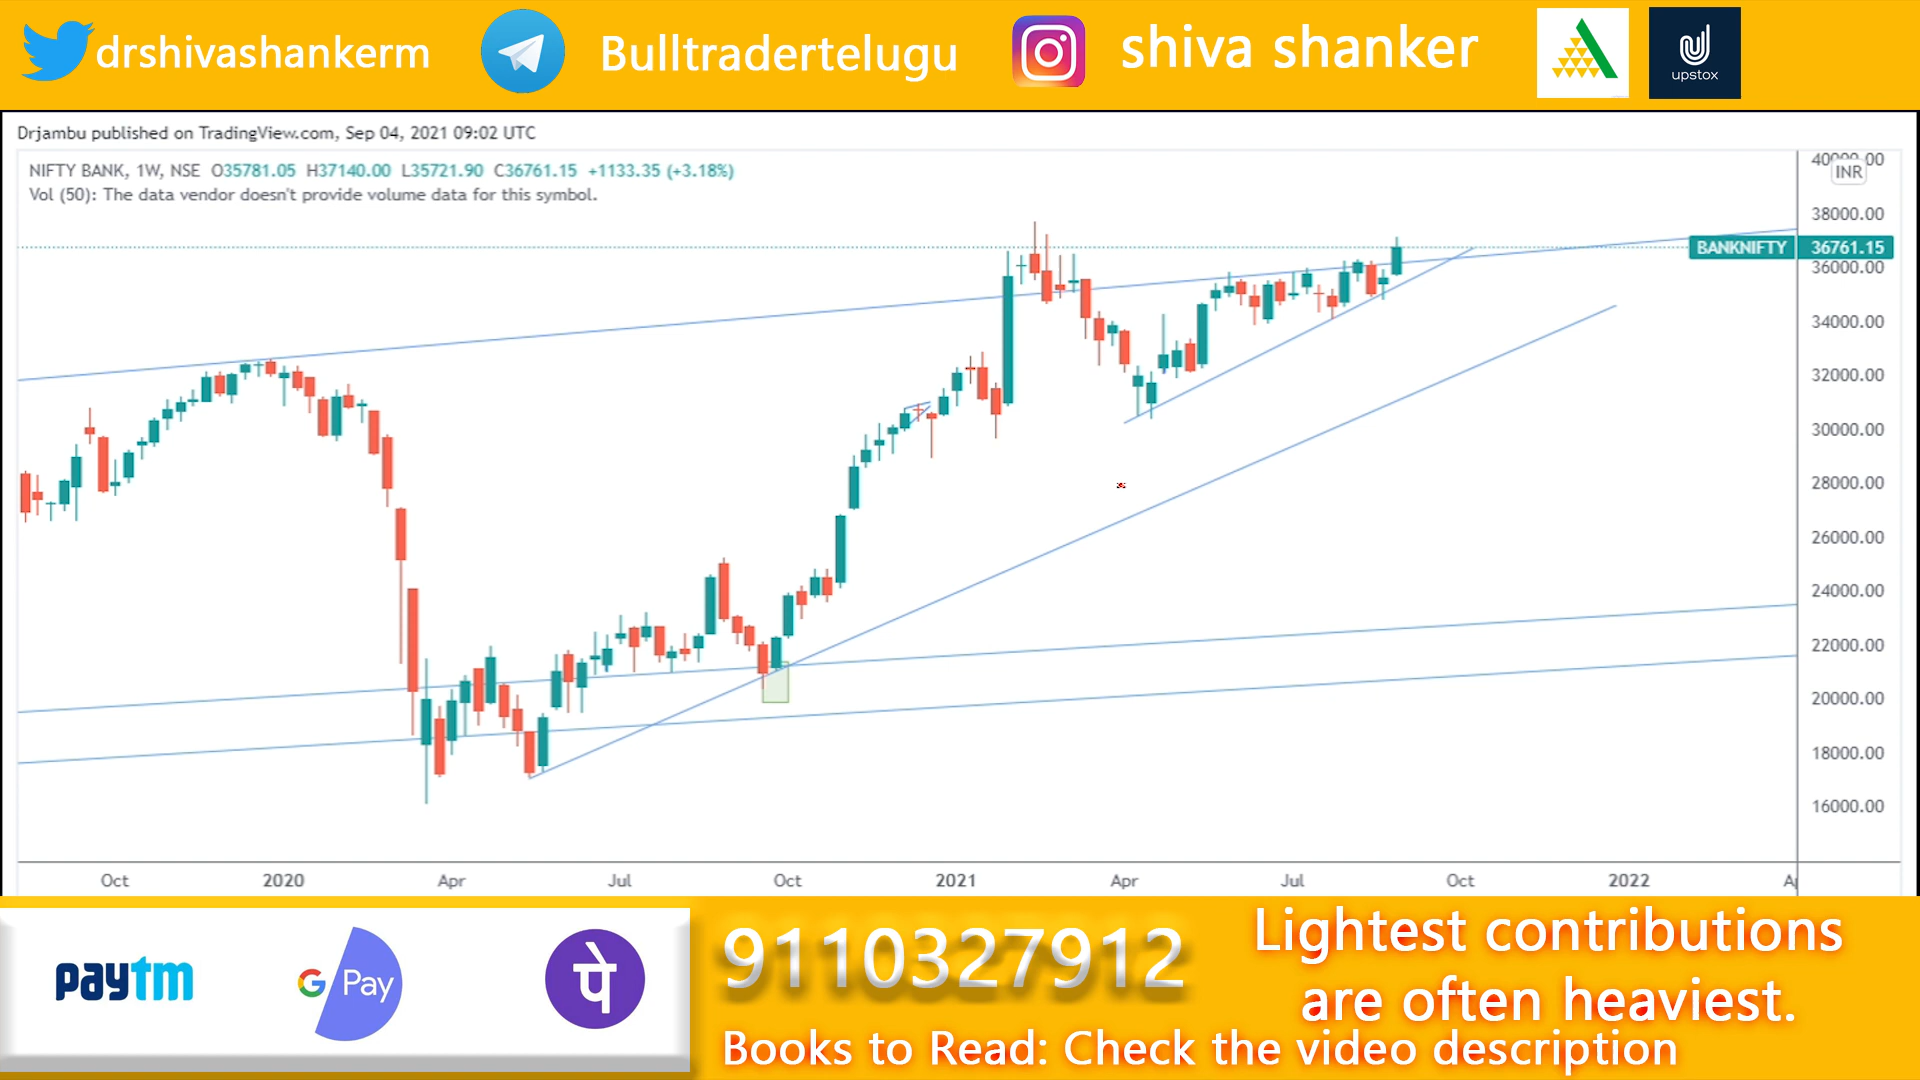 drshivashankerm
Bulltradertelugu
shiva shanker
upstox
Drjambu published on TradingView.com, Sep 04, 2021 09:02 UTC
NIFTY BANK, 1W, NSE O35781.05 H37140.00 L35721.90 C36761.15 +1133.35 (+3.18%)
Vol (50): The data vendor doesn't provide volume data for this symbol.
INR
38000.00
BANKNIFTY 36761.15
36000.00
34000.00
32000.00
30000.00
28000.00
26000.00
24000.00
22000.00
20000.00
18000.00
16000.00
Oct 2020 Apr Jul Oct 2021 Apr Jul Oct 2022
paytm
G Pay
पे
9110327912
Lightest contributions
are often heaviest.
Books to Read: Check the video description